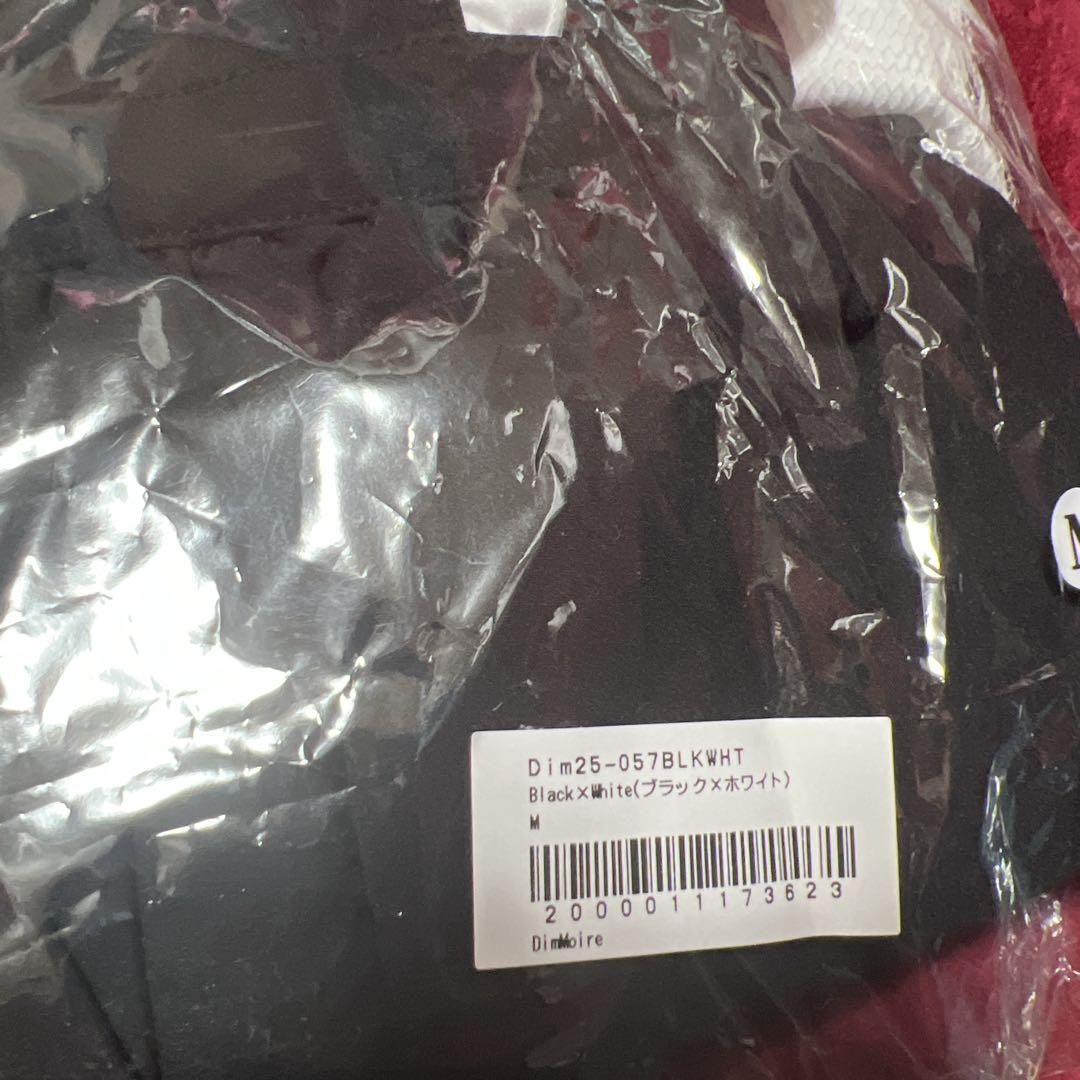 M
Dim25-057BLKWHT
Black×White(ブラック×ホワイト)
M
2000011173623
DimMoire